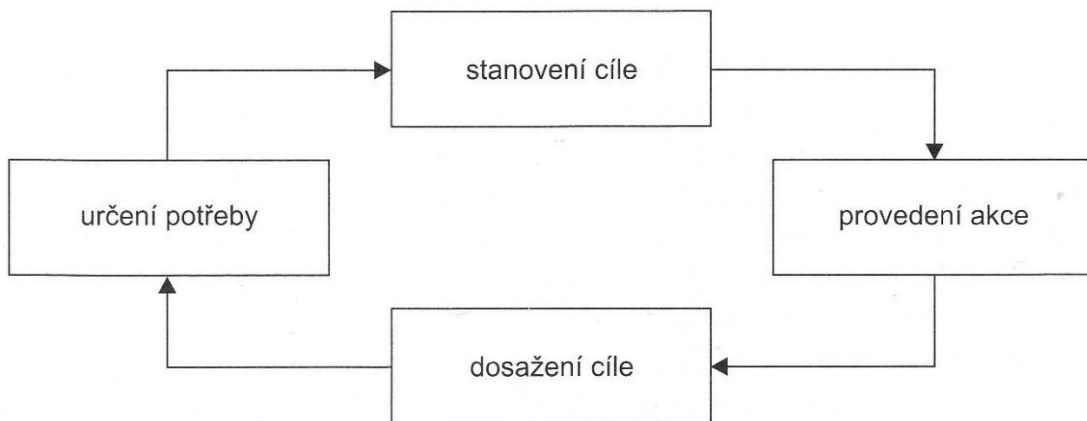 stanovení cíle
určení potřeby
provedení akce
dosažení cíle